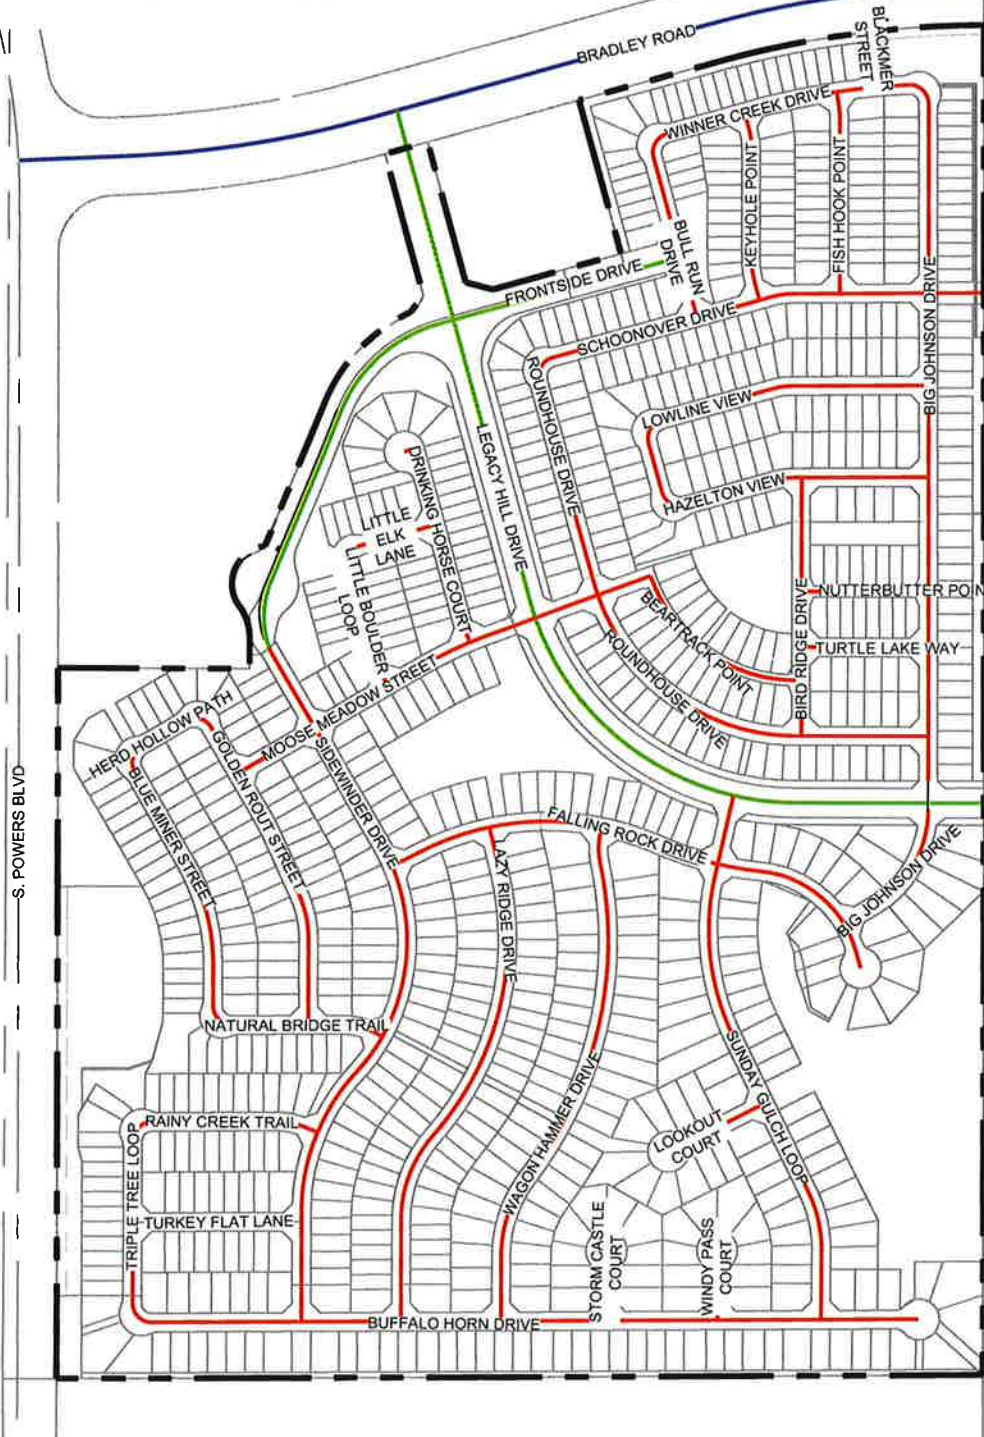 BRADLEY ROAD
BLACKMER
STREET
WINNER CREEK DRIVE
KEYHOLE POINT
FISH HOOK POINT
BULL RUN
DRIVE
FRONTSIDE DRIVE
SCHOONOVER DRIVE
BIG JOHNSON DRIVE
ROUNDHOUSE DRIVE
LOWLINE VIEW
HAZELTON VIEW
LEGACY HILL DRIVE
DRINKING HORSE COURT
LITTLE
ELK
LANE
LITTLE BOULDER
LOOP
NUTTERBUTTER POIN
BEARTRACK POINT
BIRD RIDGE DRIVE
TURTLE LAKE WAY
ROUNDHOUSE DRIVE
MOOSE MEADOW STREET
HERD HOLLOW PATH
GOLDEN ROUT STREET
BLUE MINER STREET
SIDEWINDER DRIVE
S. POWERS BLVD
FALLING ROCK DRIVE
LAZY RIDGE DRIVE
BIG JOHNSON DRIVE
NATURAL BRIDGE TRAIL
SUNDAY GULCH LOOP
WAGON HAMMER DRIVE
RAINY CREEK TRAIL
LOOKOUT
COURT
TRIPLE TREE LOOP
TURKEY FLAT LANE
STORM CASTLE
COURT
WINDY PASS
COURT
BUFFALO HORN DRIVE